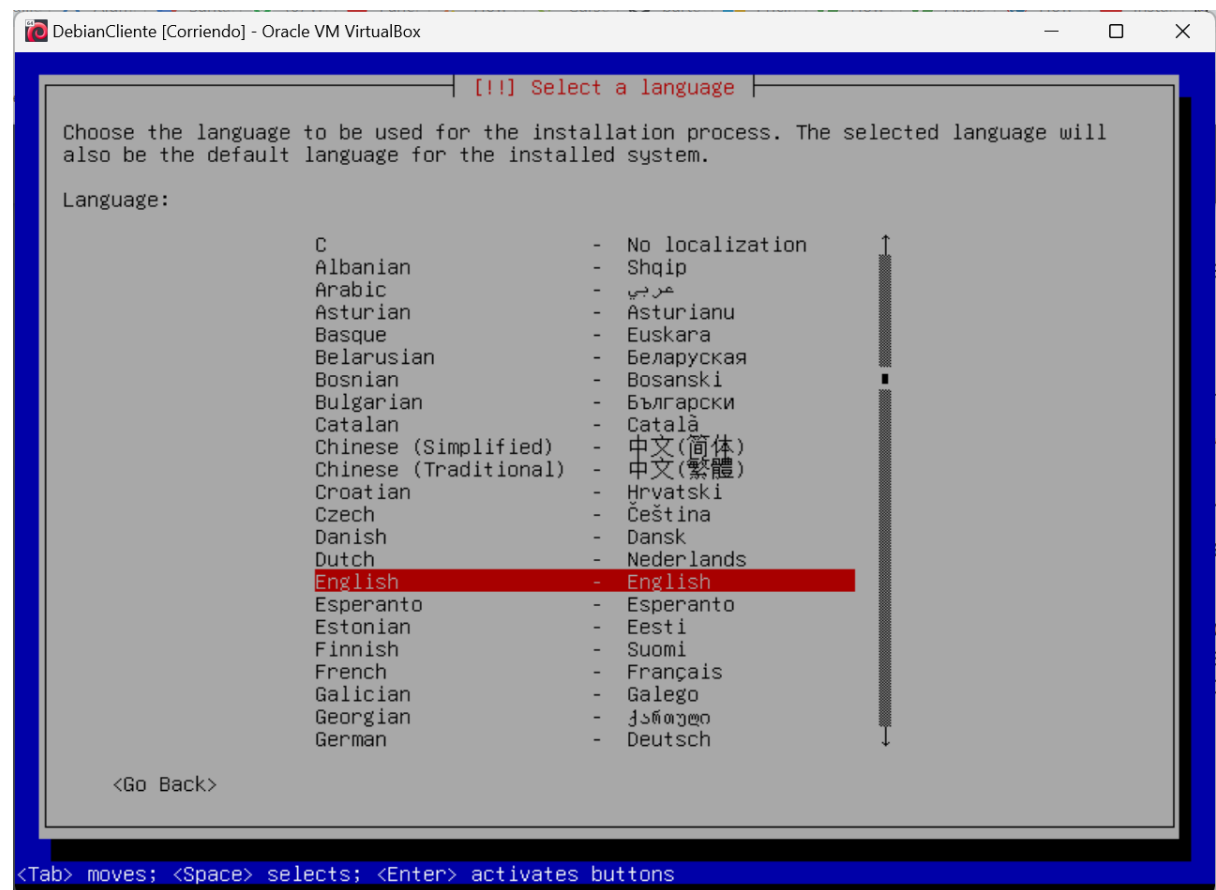 DebianCliente [Corriendo] - Oracle VM VirtualBox
[!!] Select a language
Choose the language to be used for the installation process. The selected language will
also be the default language for the installed system.
Language:
C - No localization
Albanian - Shqip
Arabic - عربي
Asturian - Asturianu
Basque - Euskara
Belarusian - Беларуская
Bosnian - Bosanski
Bulgarian - Български
Catalan - Català
Chinese (Simplified) - 中文(简体)
Chinese (Traditional) - 中文(繁體)
Croatian - Hrvatski
Czech - Čeština
Danish - Dansk
Dutch - Nederlands
English - English
Esperanto - Esperanto
Estonian - Eesti
Finnish - Suomi
French - Français
Galician - Galego
Georgian - ქართული
German - Deutsch
<Go Back>
<Tab> moves; <Space> selects; <Enter> activates buttons